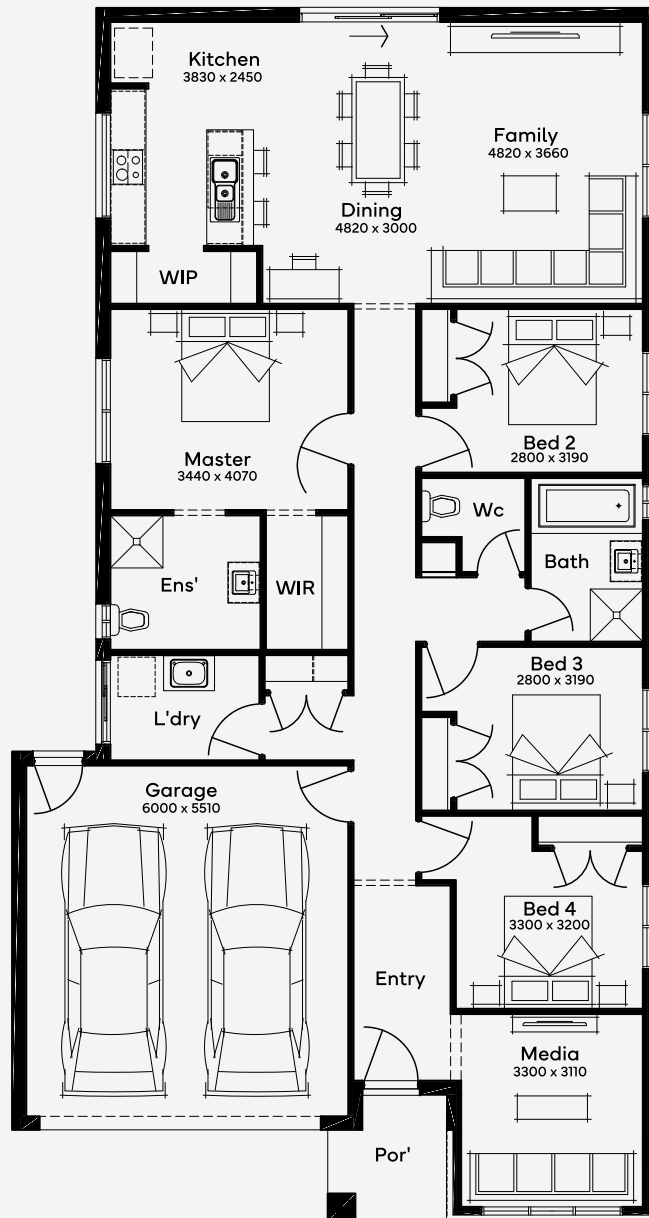 Kitchen
3830 x 2450
Family
4820 x 3660
Dining
4820 x 3000
WIP
Master
3440 x 4070
Bed 2
2800 x 3190
Wc
Bath
Ens'
WIR
Bed 3
2800 x 3190
L'dry
Garage
6000 x 5510
Bed 4
3300 x 3200
Entry
Media
3300 x 3110
Por'